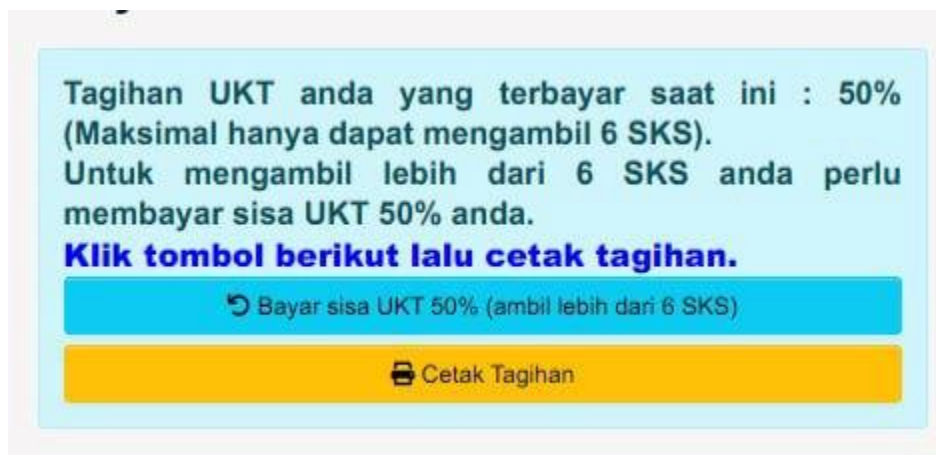 Tagihan UKT anda yang terbayar saat ini : 50%
(Maksimal hanya dapat mengambil 6 SKS).
Untuk mengambil lebih dari 6 SKS anda perlu
membayar sisa UKT 50% anda.
Klik tombol berikut lalu cetak tagihan.
Bayar sisa UKT 50% (ambil lebih dari 6 SKS)
Cetak Tagihan